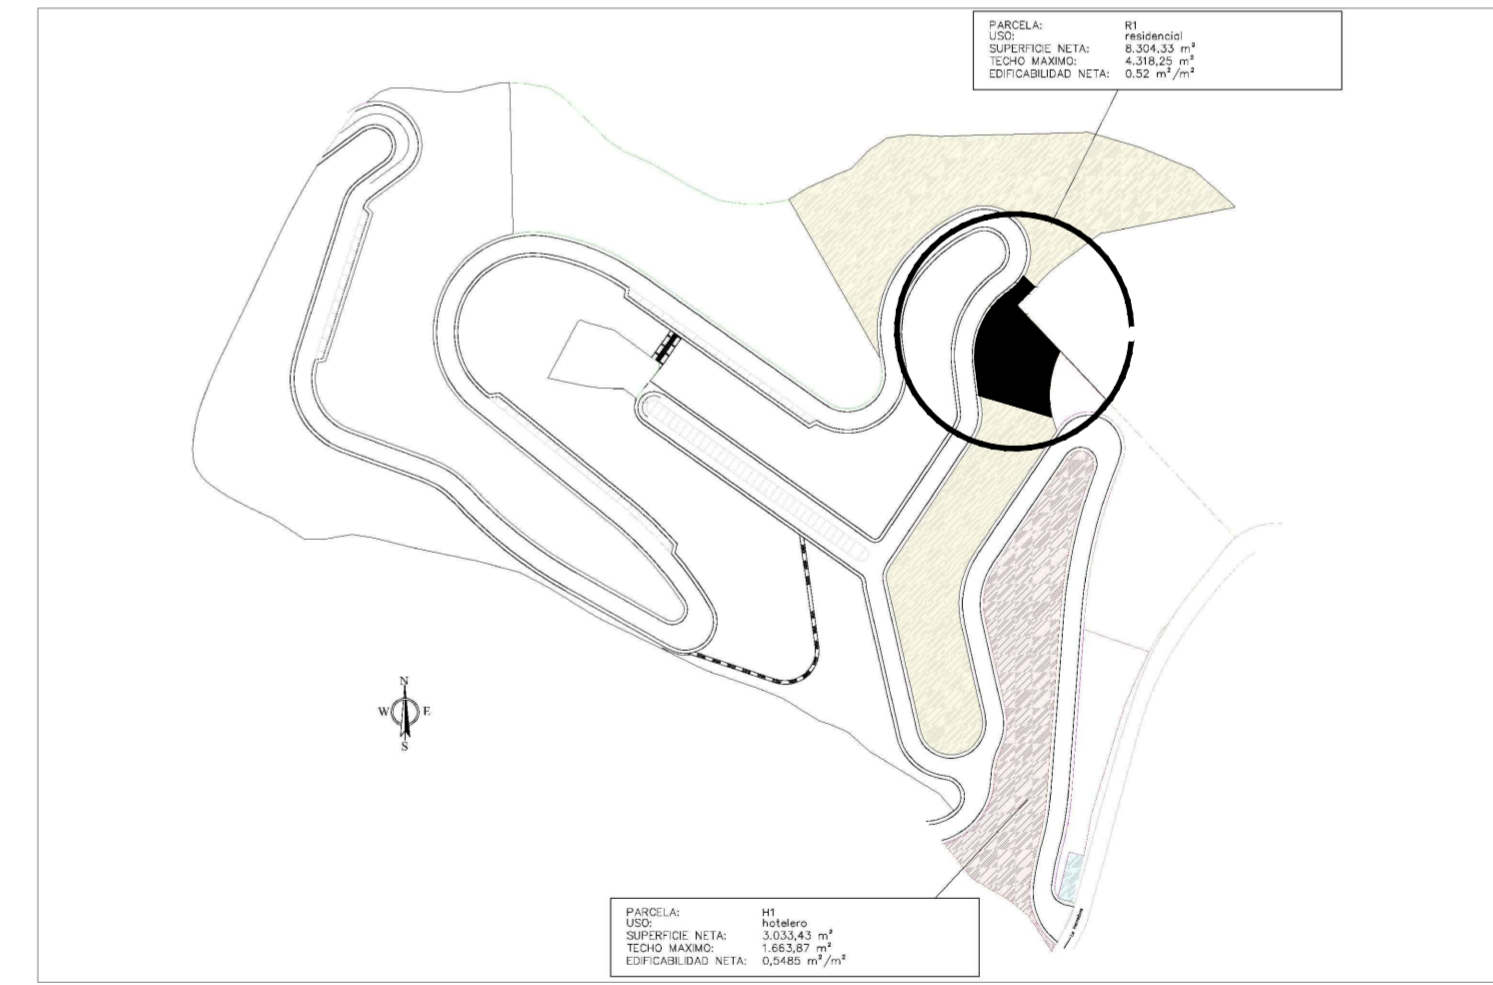 PARCELA: R1
USO: residencial
SUPERFICIE NETA: 8.304,33 m²
TECHO MAXIMO: 4.318,25 m²
EDIFICABILIDAD NETA: 0.52 m²/m²
N
W E
S
PARCELA: H1
USO: hotelero
SUPERFICIE NETA: 3.033,43 m²
TECHO MAXIMO: 1.663,87 m²
EDIFICABILIDAD NETA: 0,5485 m²/m²